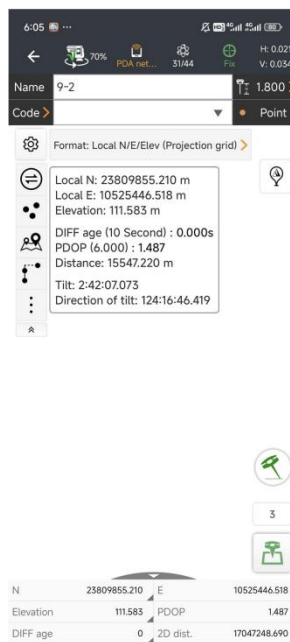 6:05
HD 4G 4G 80
70%
PDA net...
31/44
Fix
H: 0.021
V: 0.034
Name 9-2 1.800
Code Point
Format: Local N/E/Elev (Projection grid)
Local N: 23809855.210 m
Local E: 10525446.518 m
Elevation: 111.583 m
DIFF age (10 Second) : 0.000s
PDOP (6.000) : 1.487
Distance: 15547.220 m
Tilt: 2:42:07.073
Direction of tilt: 124:16:46.419
3
N 23809855.210 E 10525446.518
Elevation 111.583 PDOP 1.487
DIFF age 0 2D dist. 17047248.690